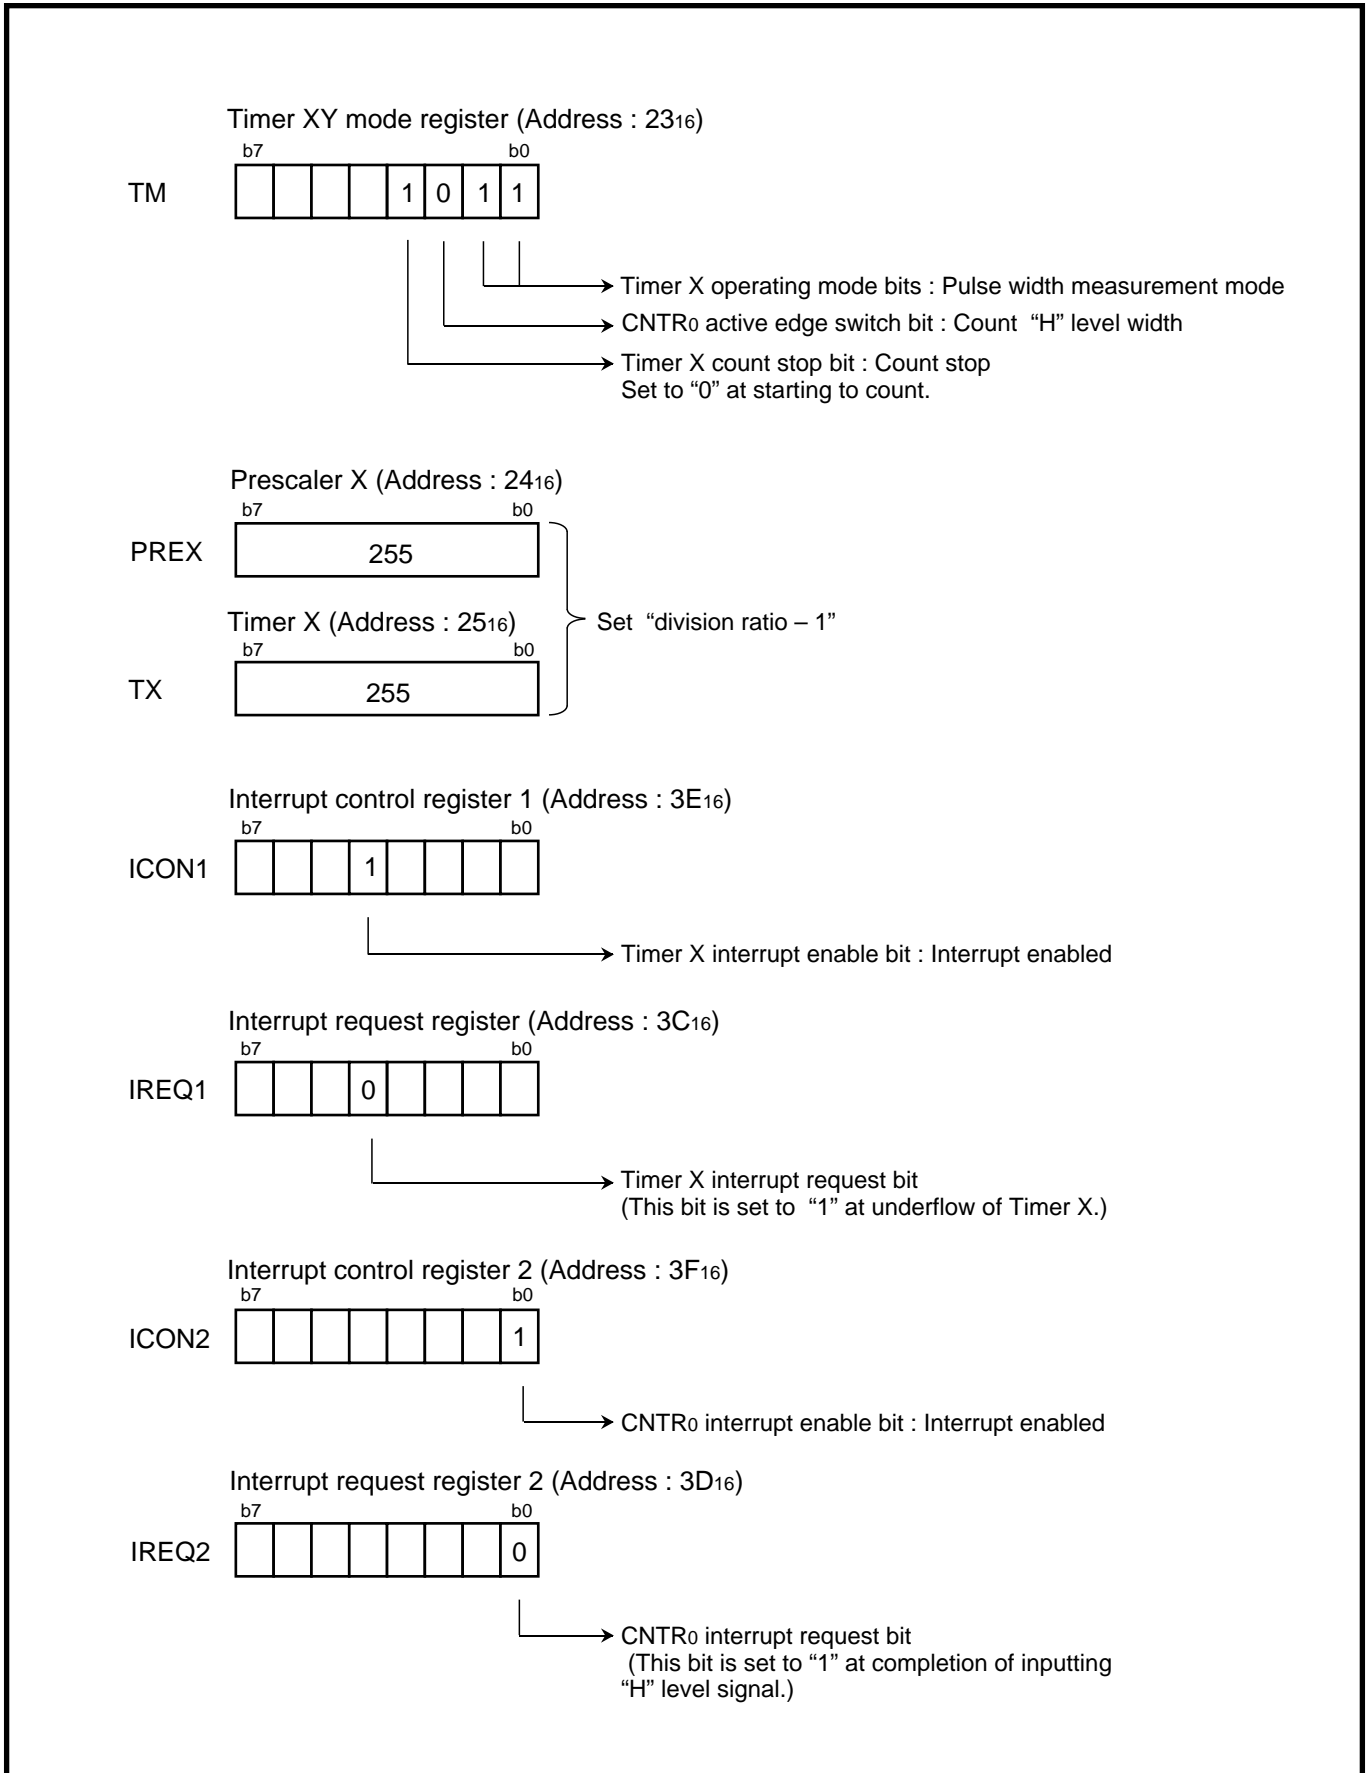 Timer XY mode register (Address : 2316)
b7 b0
TM 1 0 1 1
Timer X operating mode bits : Pulse width measurement mode
CNTR0 active edge switch bit : Count “H” level width
Timer X count stop bit : Count stop
Set to “0” at starting to count.
Prescaler X (Address : 2416)
b7 b0
PREX 255
Timer X (Address : 2516)
Set “division ratio – 1”
b7 b0
TX 255
Interrupt control register 1 (Address : 3E16)
b7 b0
ICON1 1
Timer X interrupt enable bit : Interrupt enabled
Interrupt request register (Address : 3C16)
b7 b0
IREQ1 0
Timer X interrupt request bit
(This bit is set to “1” at underflow of Timer X.)
Interrupt control register 2 (Address : 3F16)
b7 b0
ICON2 1
CNTR0 interrupt enable bit : Interrupt enabled
Interrupt request register 2 (Address : 3D16)
b7 b0
IREQ2 0
CNTR0 interrupt request bit
(This bit is set to “1” at completion of inputting
“H” level signal.)